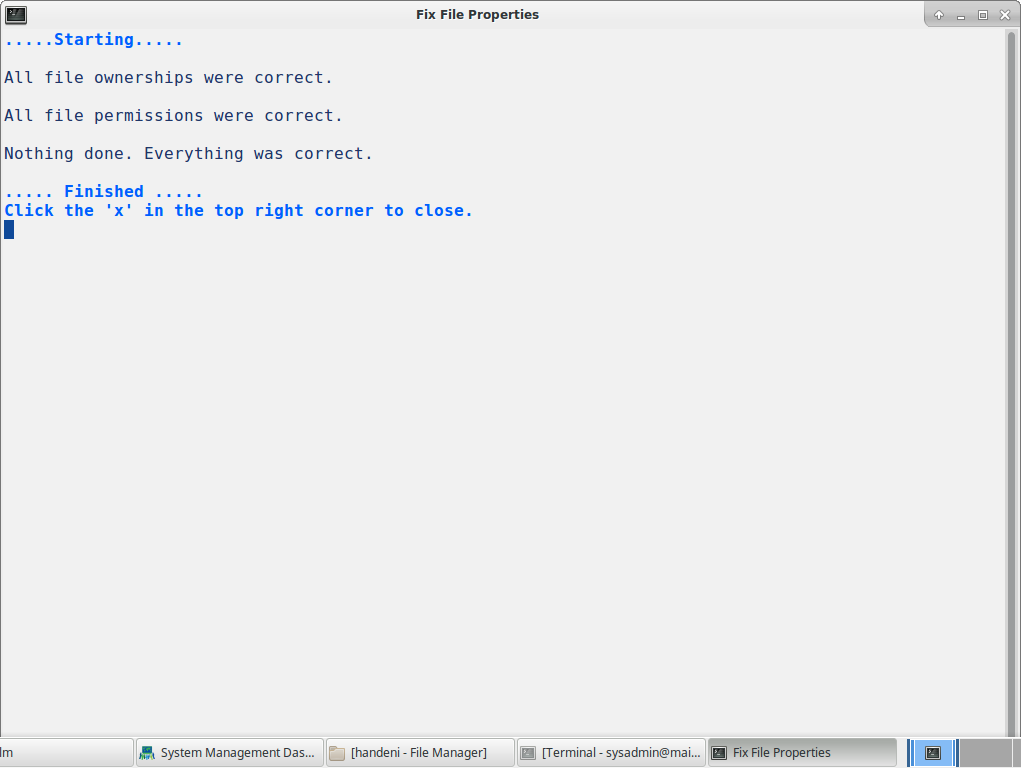 Fix File Properties
.....Starting.....
All file ownerships were correct.
All file permissions were correct.
Nothing done. Everything was correct.
..... Finished .....
Click the 'x' in the top right corner to close.
lm
System Management Das...
[handeni - File Manager]
[Terminal - sysadmin@mai...
Fix File Properties